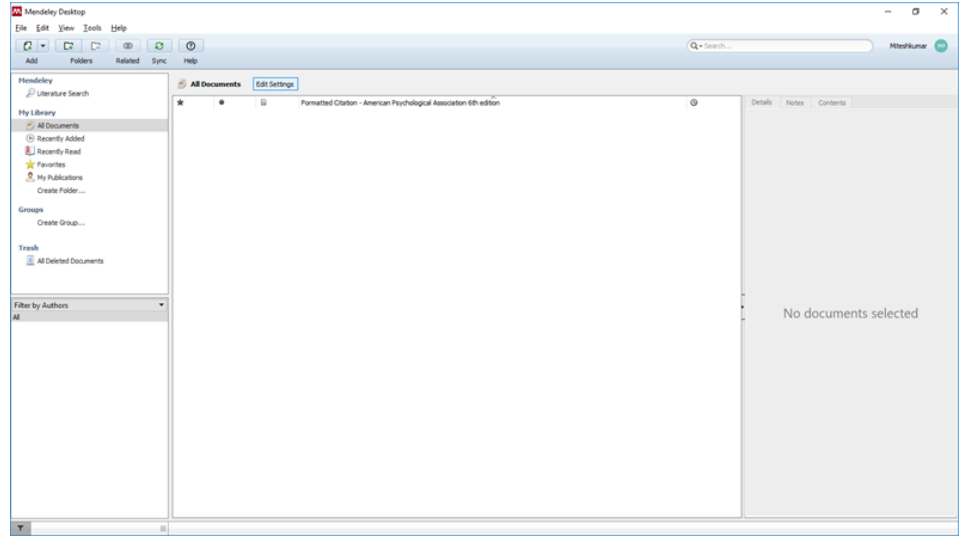 Mendeley Desktop
File Edit View Tools Help
Search...
Miteshkumar
Add Folders Related Sync Help
Mendeley
Literature Search
My Library
All Documents
Recently Added
Recently Read
Favorites
My Publications
Create Folder...
Groups
Create Group...
Trash
All Deleted Documents
Filter by Authors
All
All Documents Edit Settings
Formatted Citation - American Psychological Association 6th edition
Details Notes Contents
No documents selected